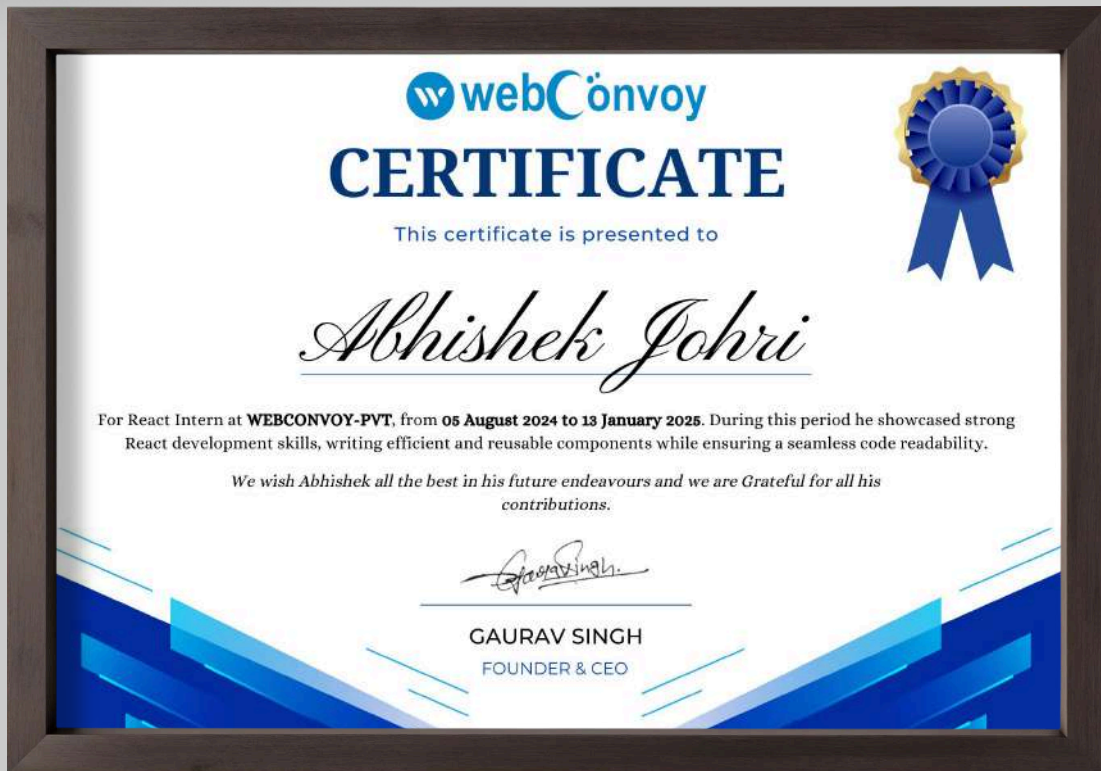 webCönvoy
CERTIFICATE
This certificate is presented to
Abhishek Johri
For React Intern at WEBCONVOY-PVT, from 05 August 2024 to 13 January 2025. During this period he showcased strong
React development skills, writing efficient and reusable components while ensuring a seamless code readability.
We wish Abhishek all the best in his future endeavours and we are Grateful for all his
contributions.
GauravSingh.
GAURAV SINGH
FOUNDER & CEO